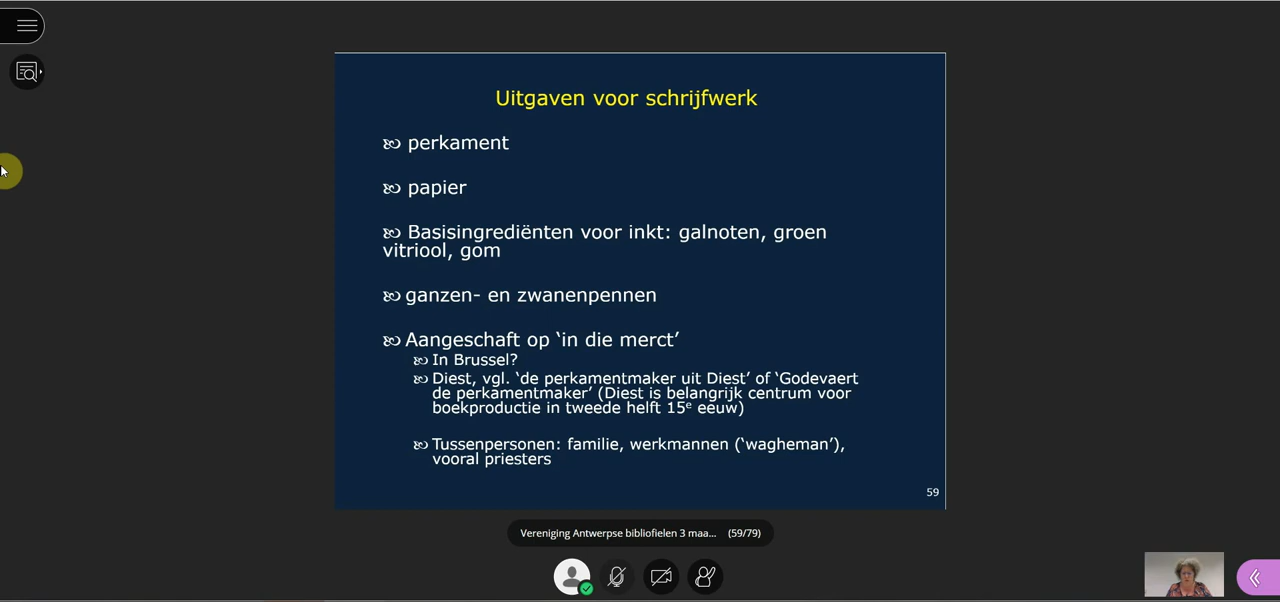 Uitgaven voor schrijfwerk
perkament
papier
Basisingrediënten voor inkt: galnoten, groen
vitriool, gom
ganzen- en zwanenpennen
Aangeschaft op ‘in die merct’
In Brussel?
Diest, vgl. ‘de perkamentmaker uit Diest’ of ‘Godevaert
de perkamentmaker’ (Diest is belangrijk centrum voor
boekproductie in tweede helft 15e eeuw)
Tussenpersonen: familie, werkmannen (‘wagheman’),
vooral priesters
59
Vereniging Antwerpse bibliofielen 3 maa... (59/79)